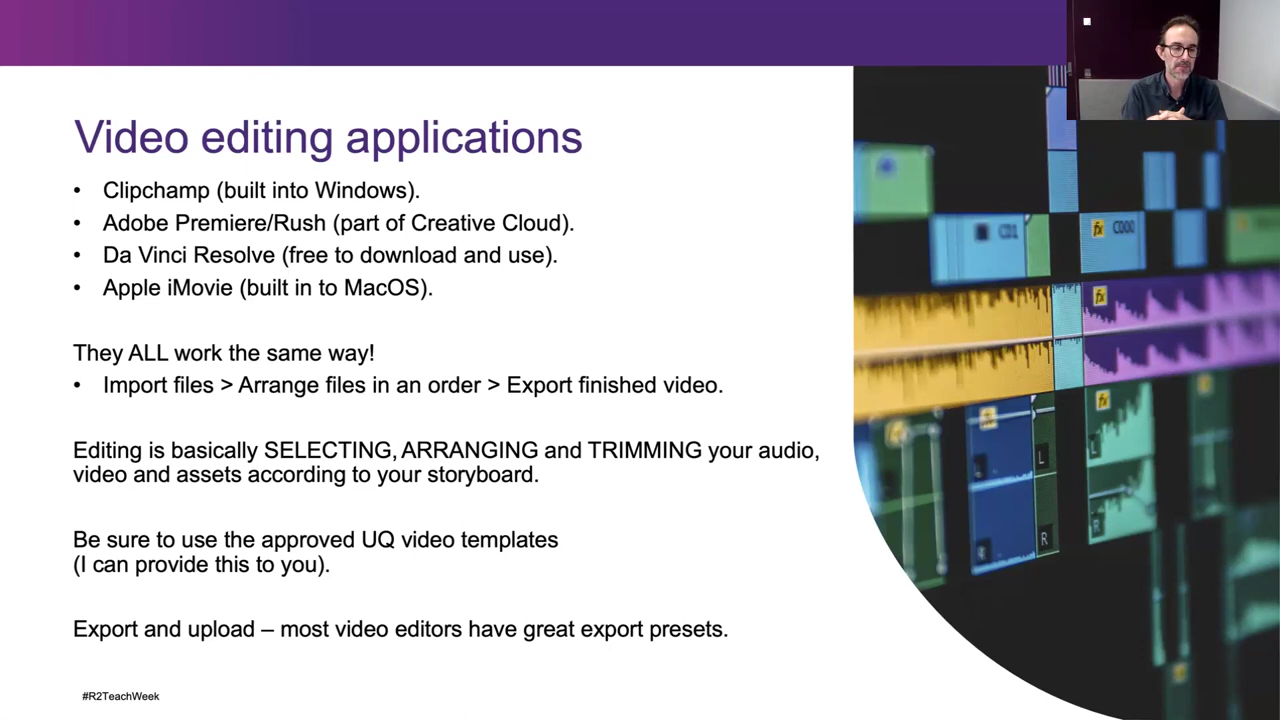 Video editing applications
• Clipchamp (built into Windows).
• Adobe Premiere/Rush (part of Creative Cloud).
• Da Vinci Resolve (free to download and use).
• Apple iMovie (built in to MacOS).
They ALL work the same way!
• Import files > Arrange files in an order > Export finished video.
Editing is basically SELECTING, ARRANGING and TRIMMING your audio,
video and assets according to your storyboard.
Be sure to use the approved UQ video templates
(I can provide this to you).
Export and upload – most video editors have great export presets.
#R2TeachWeek
fx
fx
fx
fx
L
L
R
R